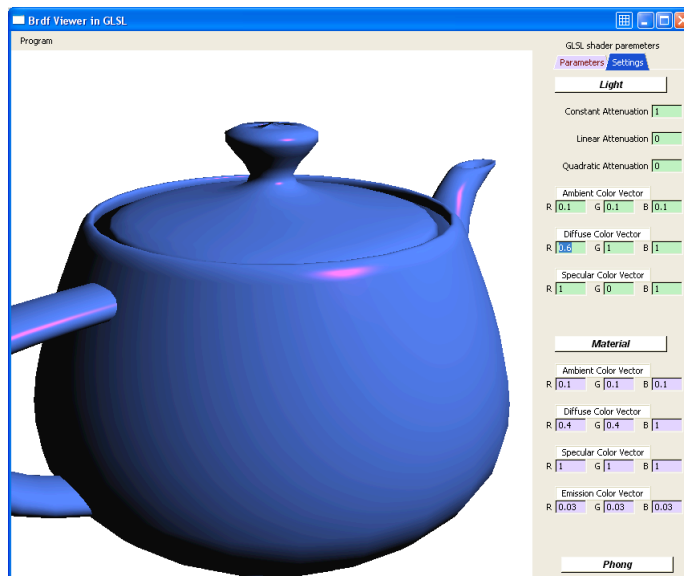 Brdf Viewer in GLSL
Program
GLSL shader paremeters
Parameters Settings
Light
Constant Attenuation 1
Linear Attenuation 0
Quadratic Attenuation 0
Ambient Color Vector
R 0.1 G 0.1 B 0.1
Diffuse Color Vector
R 0.6 G 1 B 1
Specular Color Vector
R 1 G 0 B 1
Material
Ambient Color Vector
R 0.1 G 0.1 B 0.1
Diffuse Color Vector
R 0.4 G 0.4 B 1
Specular Color Vector
R 1 G 1 B 1
Emission Color Vector
R 0.03 G 0.03 B 0.03
Phong